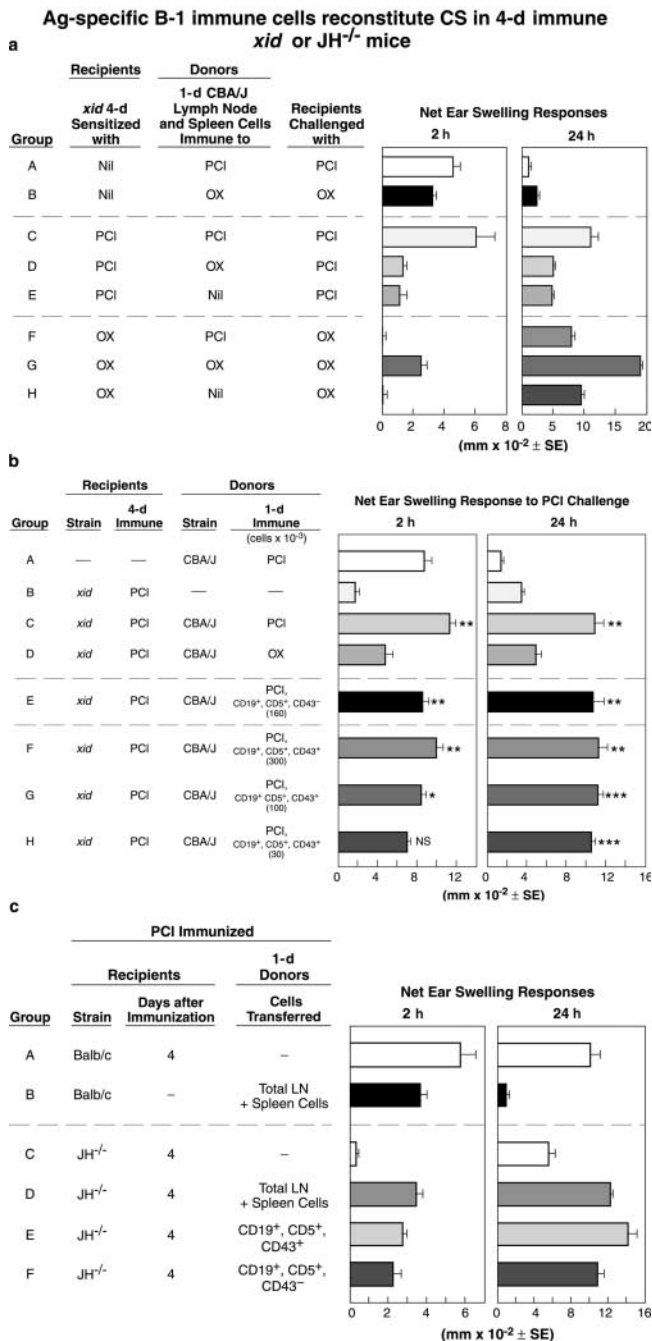 Ag-specific B-1 immune cells reconstitute CS in 4-d immune
xid or JH-/- mice
a
Recipients Donors
xid 4-d Sensitized with
1-d CBA/J Lymph Node and Spleen Cells Immune to
Recipients Challenged with
Net Ear Swelling Responses
Group 2 h 24 h
A Nil PCl PCl
B Nil OX OX
C PCl PCl PCl
D PCl OX PCl
E PCl Nil PCl
F OX PCl OX
G OX OX OX
H OX Nil OX
0 2 4 6 8 0 5 10 15 20
(mm x 10-2 ± SE)
b
Recipients Donors
Net Ear Swelling Response to PCl Challenge
Group Strain 4-d Immune Strain 1-d Immune 2 h 24 h
(cells x 10-3)
A — — CBA/J PCl
B xid PCl — —
C xid PCl CBA/J PCl ** **
D xid PCl CBA/J OX
E xid PCl CBA/J PCl, CD19+, CD5+, CD43− (160) ** **
F xid PCl CBA/J PCl, CD19+, CD5+, CD43+ (300) ** **
G xid PCl CBA/J PCl, CD19+ CD5+, CD43+ (100) * ***
H xid PCl CBA/J PCl, CD19+, CD5+, CD43+ (30) NS ***
0 4 8 12 0 4 8 12 16
(mm x 10-2 ± SE)
c
PCl Immunized
Recipients 1-d Donors
Net Ear Swelling Responses
Group Strain Days after Immunization Cells Transferred 2 h 24 h
A Balb/c 4 –
B Balb/c – Total LN + Spleen Cells
C JH-/- 4 –
D JH-/- 4 Total LN + Spleen Cells
E JH-/- 4 CD19+, CD5+, CD43+
F JH-/- 4 CD19+, CD5+, CD43−
0 2 4 6 0 4 8 12 16
(mm x 10-2 ± SE)